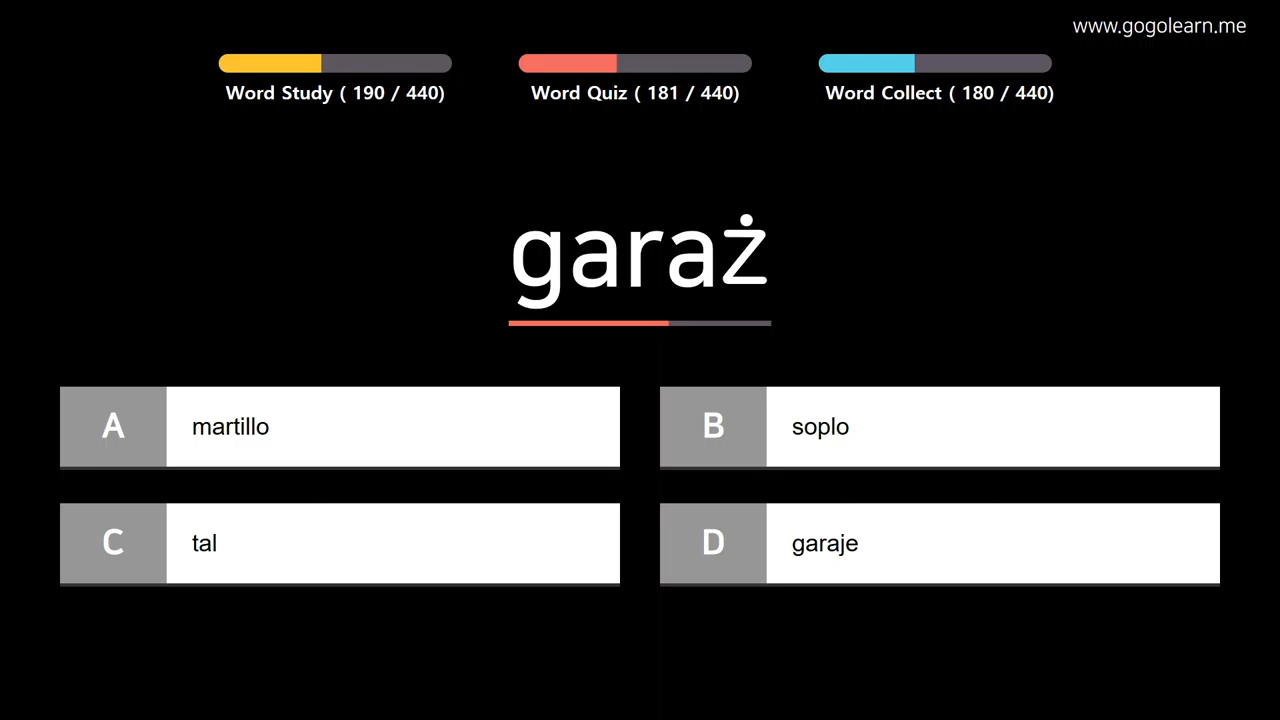 www.gogolearn.me
Word Study ( 190 / 440)
Word Quiz ( 181 / 440)
Word Collect ( 180 / 440)
garaż
A martillo
B soplo
C tal
D garaje